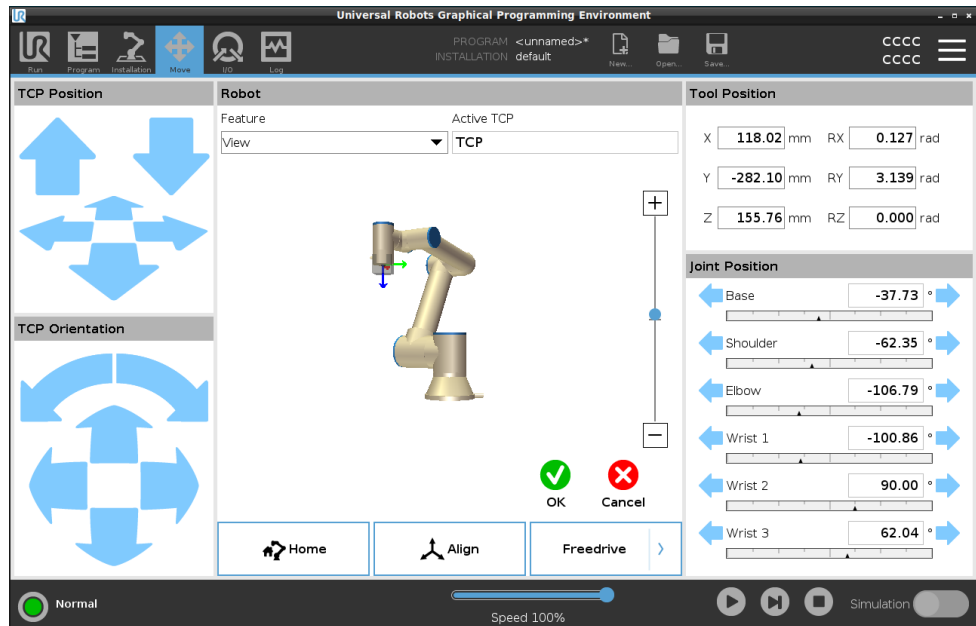 Universal Robots Graphical Programming Environment
UR
Run
Program
Installation
Move
I/O
Log
PROGRAM <unnamed>*
INSTALLATION default
New...
Open...
Save...
CCCC
CCCC
TCP Position
TCP Orientation
Robot
Feature
Active TCP
View
TCP
+
−
OK
Cancel
Home
Align
Freedrive
Tool Position
X 118.02 mm RX 0.127 rad
Y -282.10 mm RY 3.139 rad
Z 155.76 mm RZ 0.000 rad
Joint Position
Base -37.73 °
Shoulder -62.35 °
Elbow -106.79 °
Wrist 1 -100.86 °
Wrist 2 90.00 °
Wrist 3 62.04 °
Normal
Speed 100%
Simulation